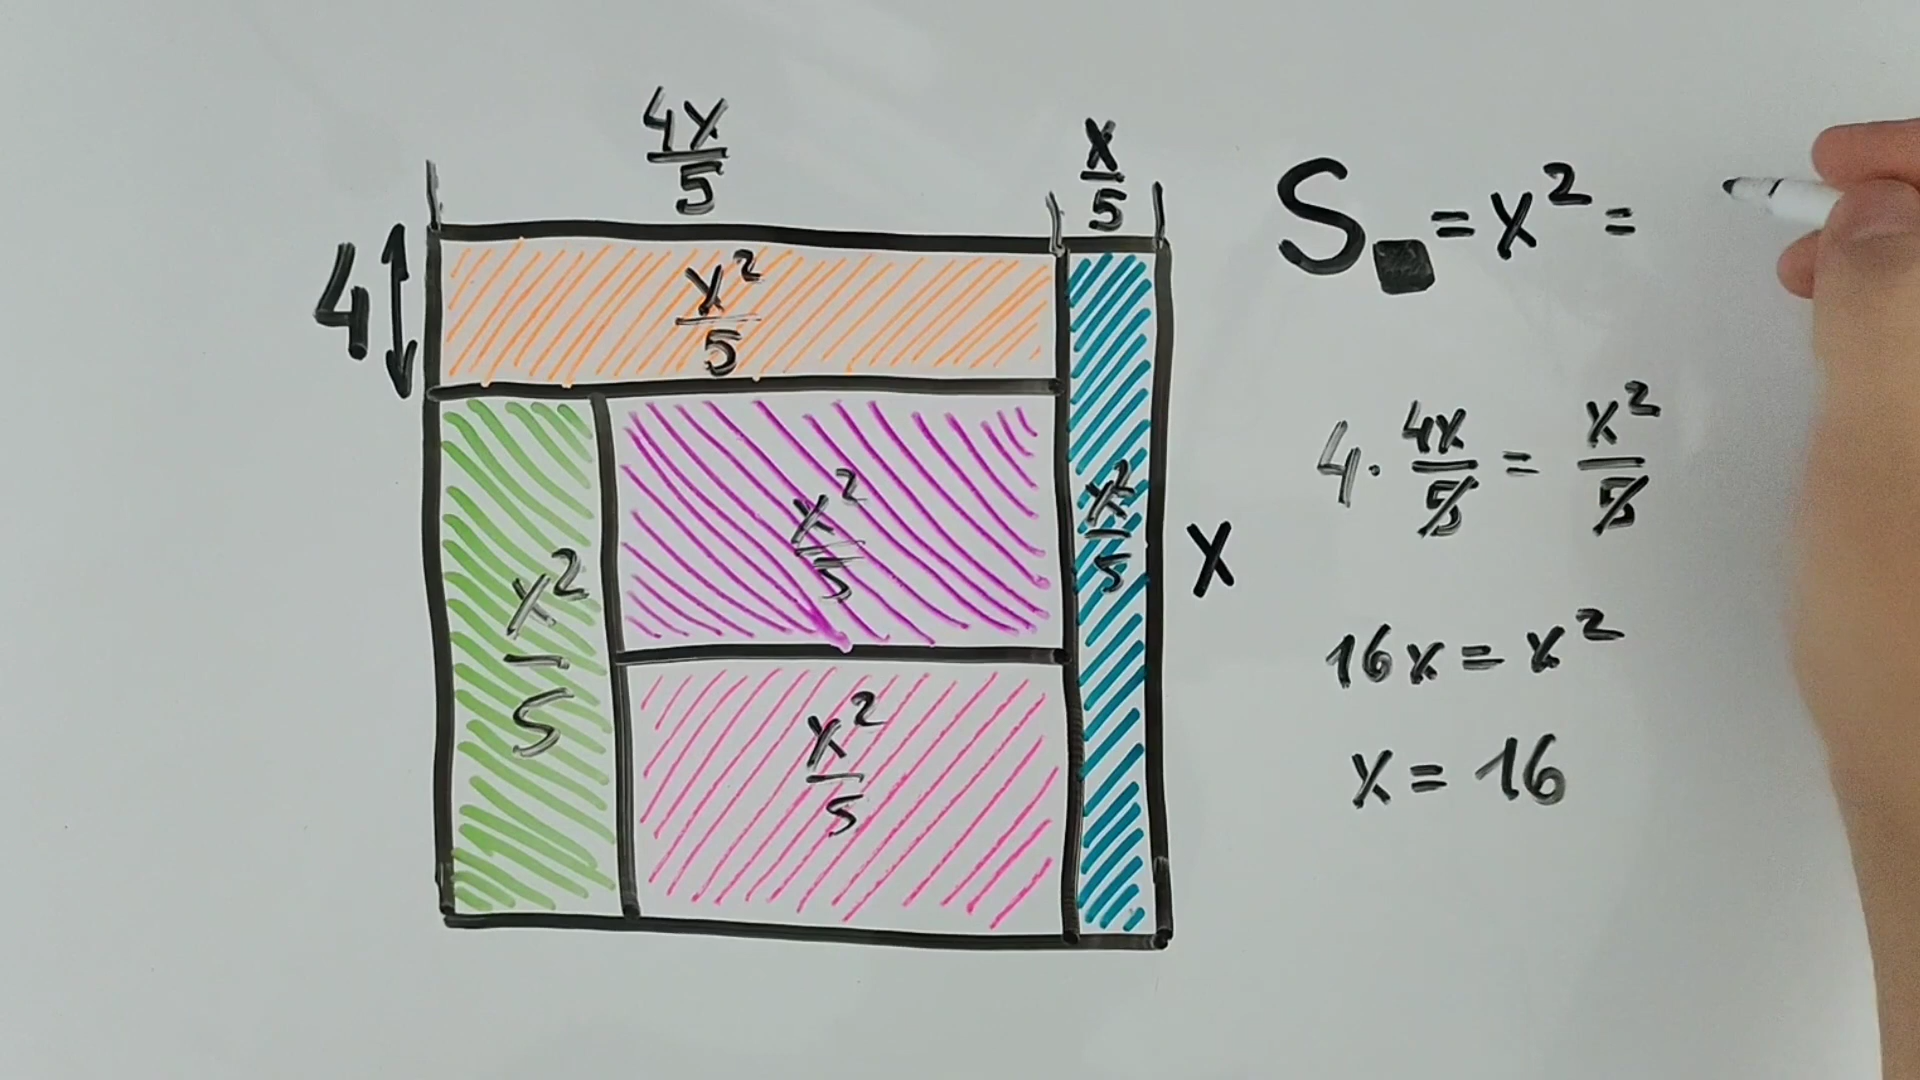 4x/5
x/5
4
x²/5
x²/5
x²/5
x²/5
x²/5
x
S■ = x² =
4 · 4x/5 = x²/5
16x = x²
x = 16